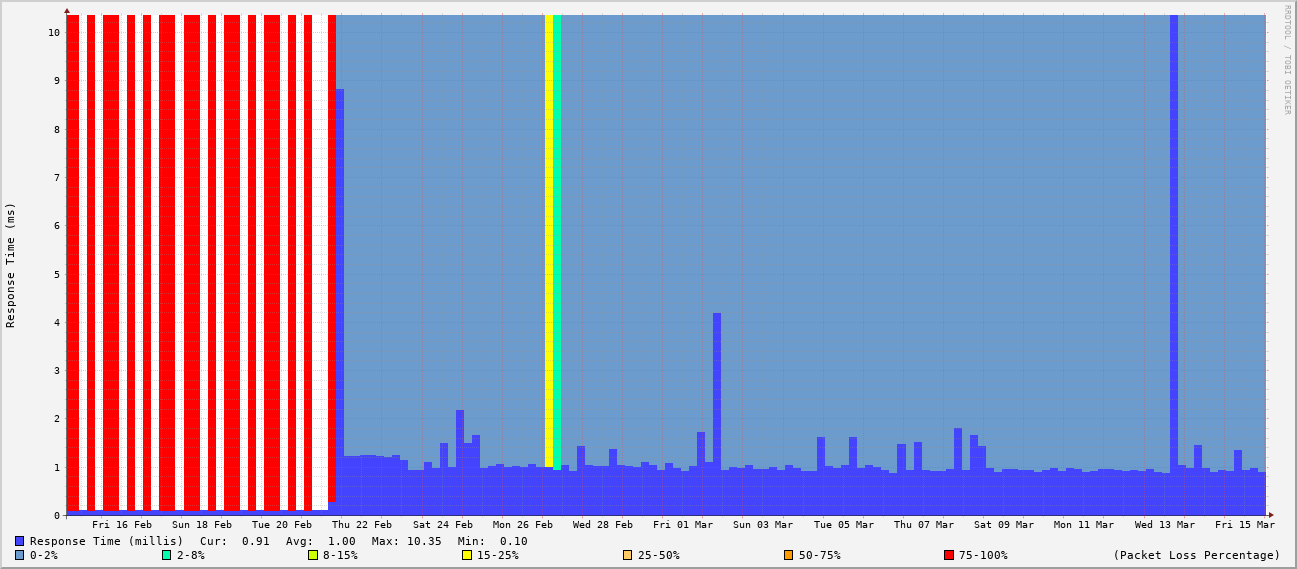 RRDTOOL / TOBI OETIKER
Response Time (ms)
10
9
8
7
6
5
4
3
2
1
0
Fri 16 Feb Sun 18 Feb Tue 20 Feb Thu 22 Feb Sat 24 Feb Mon 26 Feb Wed 28 Feb Fri 01 Mar Sun 03 Mar Tue 05 Mar Thu 07 Mar Sat 09 Mar Mon 11 Mar Wed 13 Mar Fri 15 Mar
Response Time (millis) Cur: 0.91 Avg: 1.00 Max: 10.35 Min: 0.10
0-2% 2-8% 8-15% 15-25% 25-50% 50-75% 75-100% (Packet Loss Percentage)